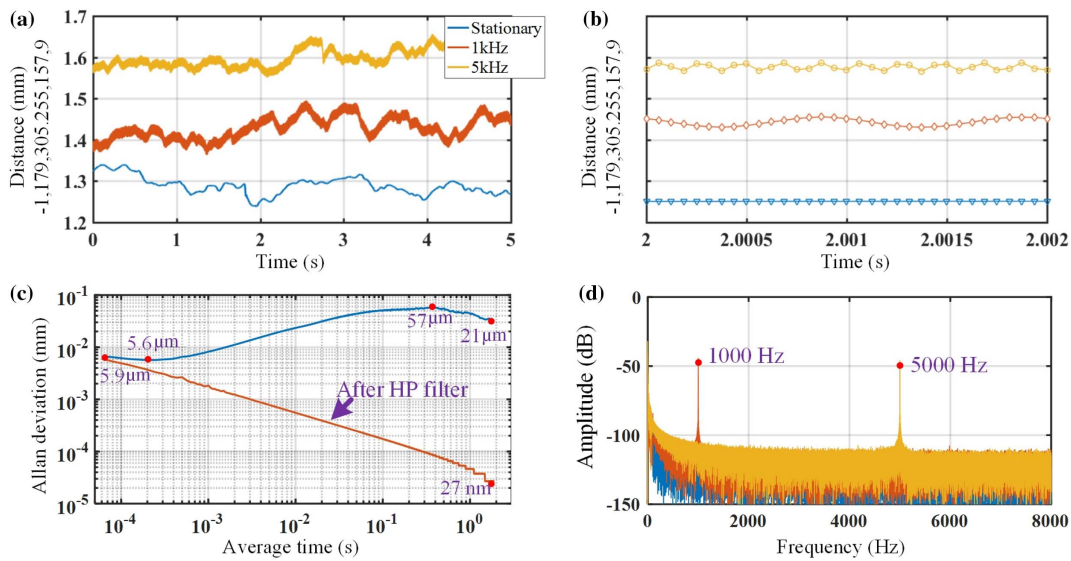 (a)
Distance (mm)
-1,179,305.255,157,9
1.7
1.6
1.5
1.4
1.3
1.2
Stationary
1kHz
5kHz
0 1 2 3 4 5
Time (s)
(b)
Distance (mm)
-1,179,305.255,157,9
2 2.0005 2.001 2.0015 2.002
Time (s)
(c)
Allan deviation (mm)
10-1
10-2
10-3
10-4
10-5
5.6μm
5.9μm
57μm
21μm
After HP filter
27 nm
10-4 10-3 10-2 10-1 100
Average time (s)
(d)
Amplitude (dB)
0
-50
-100
-150
1000 Hz
5000 Hz
0 2000 4000 6000 8000
Frequency (Hz)